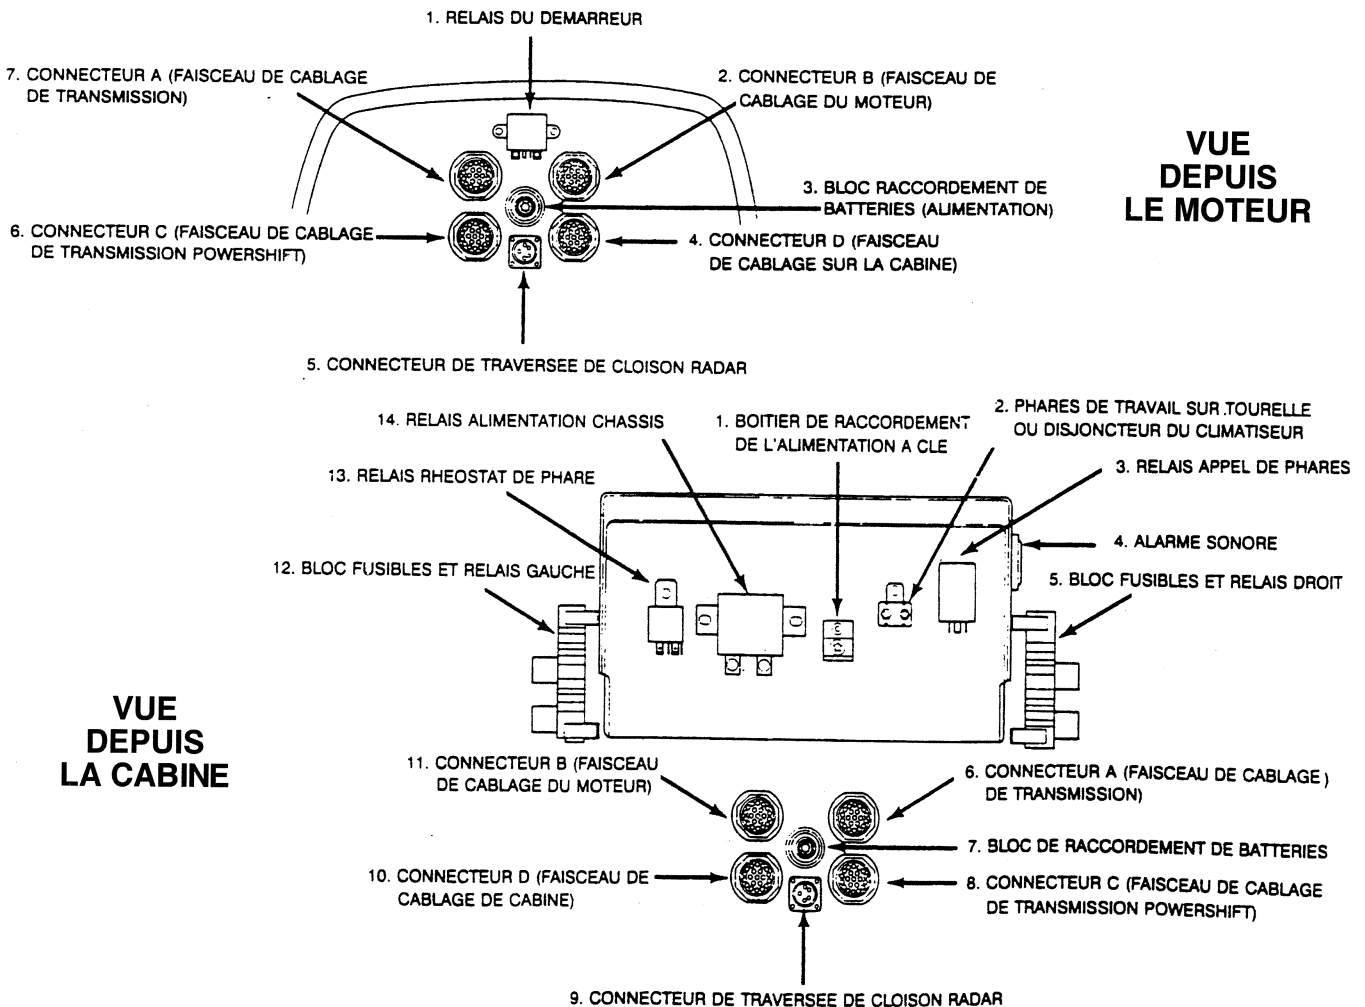 1. RELAIS DU DEMARREUR
7. CONNECTEUR A (FAISCEAU DE CABLAGE
DE TRANSMISSION)
2. CONNECTEUR B (FAISCEAU DE
CABLAGE DU MOTEUR)
VUE
DEPUIS
LE MOTEUR
3. BLOC RACCORDEMENT DE
BATTERIES (ALIMENTATION)
6. CONNECTEUR C (FAISCEAU DE CABLAGE
DE TRANSMISSION POWERSHIFT)
4. CONNECTEUR D (FAISCEAU
DE CABLAGE SUR LA CABINE)
5. CONNECTEUR DE TRAVERSEE DE CLOISON RADAR
14. RELAIS ALIMENTATION CHASSIS
1. BOITIER DE RACCORDEMENT
DE L'ALIMENTATION A CLE
2. PHARES DE TRAVAIL SUR TOURELLE
OU DISJONCTEUR DU CLIMATISEUR
13. RELAIS RHEOSTAT DE PHARE
3. RELAIS APPEL DE PHARES
4. ALARME SONORE
12. BLOC FUSIBLES ET RELAIS GAUCHE
5. BLOC FUSIBLES ET RELAIS DROIT
VUE
DEPUIS
LA CABINE
11. CONNECTEUR B (FAISCEAU
DE CABLAGE DU MOTEUR)
6. CONNECTEUR A (FAISCEAU DE CABLAGE)
DE TRANSMISSION)
7. BLOC DE RACCORDEMENT DE BATTERIES
10. CONNECTEUR D (FAISCEAU DE
CABLAGE DE CABINE)
8. CONNECTEUR C (FAISCEAU DE CABLAGE
DE TRANSMISSION POWERSHIFT)
9. CONNECTEUR DE TRAVERSEE DE CLOISON RADAR